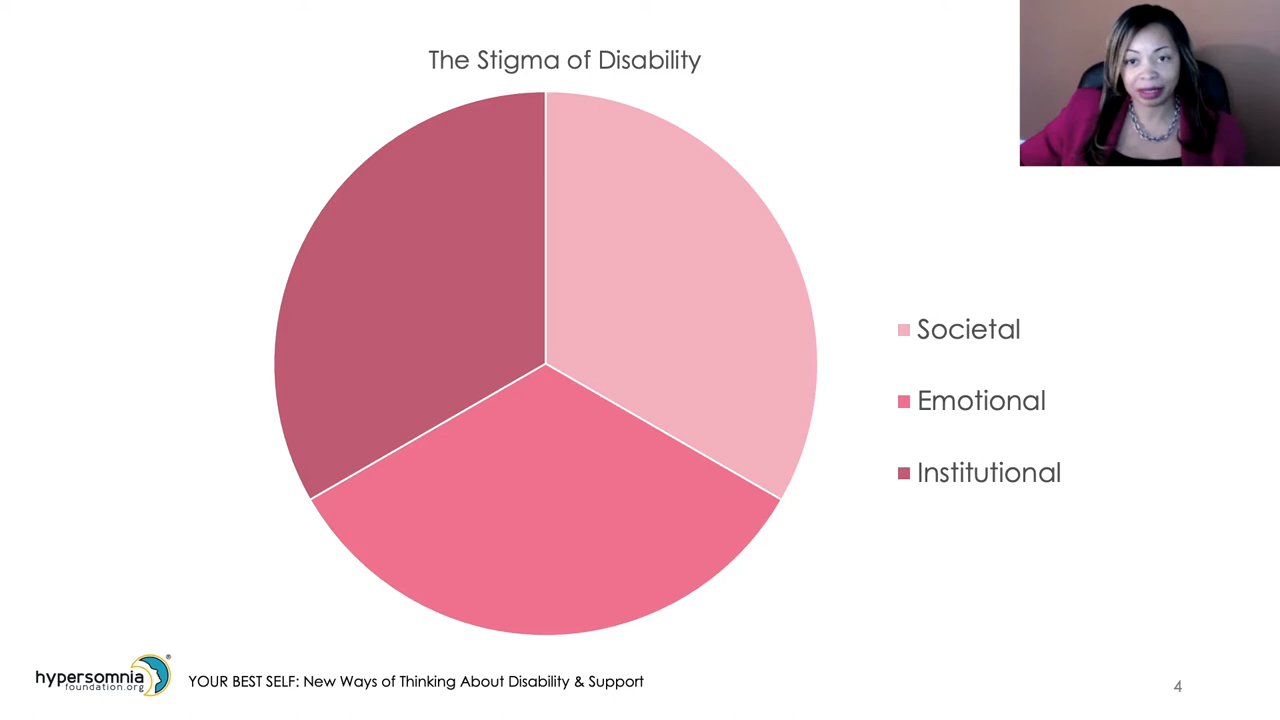 The Stigma of Disability
Societal
Emotional
Institutional
hypersomnia®
foundation.org
YOUR BEST SELF: New Ways of Thinking About Disability & Support
4